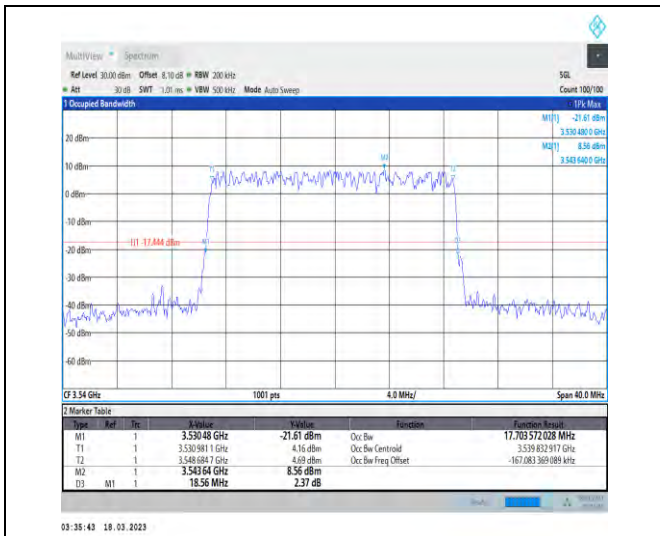 MultiView Spectrum
Ref Level 30.00 dBm Offset 8.10 dB RBW 200 kHz SGL
Att 30 dB SWT 1.01 ms VBW 500 kHz Mode Auto Sweep Count 100/100
1 Occupied Bandwidth 1Pk Max
M1[1] -21.61 dBm
3.530480 0 GHz
M2[1] 8.56 dBm
3.543640 0 GHz
20 dBm
10 dBm
M2
T1 T2
0 dBm
-10 dBm
H1 -17.444 dBm
M1 D3
-20 dBm
-30 dBm
-40 dBm
-50 dBm
-60 dBm
CF 3.54 GHz 1001 pts 4.0 MHz/ Span 40.0 MHz
2 Marker Table
Type Ref Trc X-Value Y-Value Function Function Result
M1 1 3.53048 GHz -21.61 dBm Occ Bw 17.703 572 028 MHz
T1 1 3.530 981 1 GHz 4.16 dBm Occ Bw Centroid 3.539 832 917 GHz
T2 1 3.548 684 7 GHz 4.69 dBm Occ Bw Freq Offset -167.083 369 089 kHz
M2 1 3.543 64 GHz 8.56 dBm
D3 M1 1 18.56 MHz 2.37 dB
03:35:43 18.03.2023